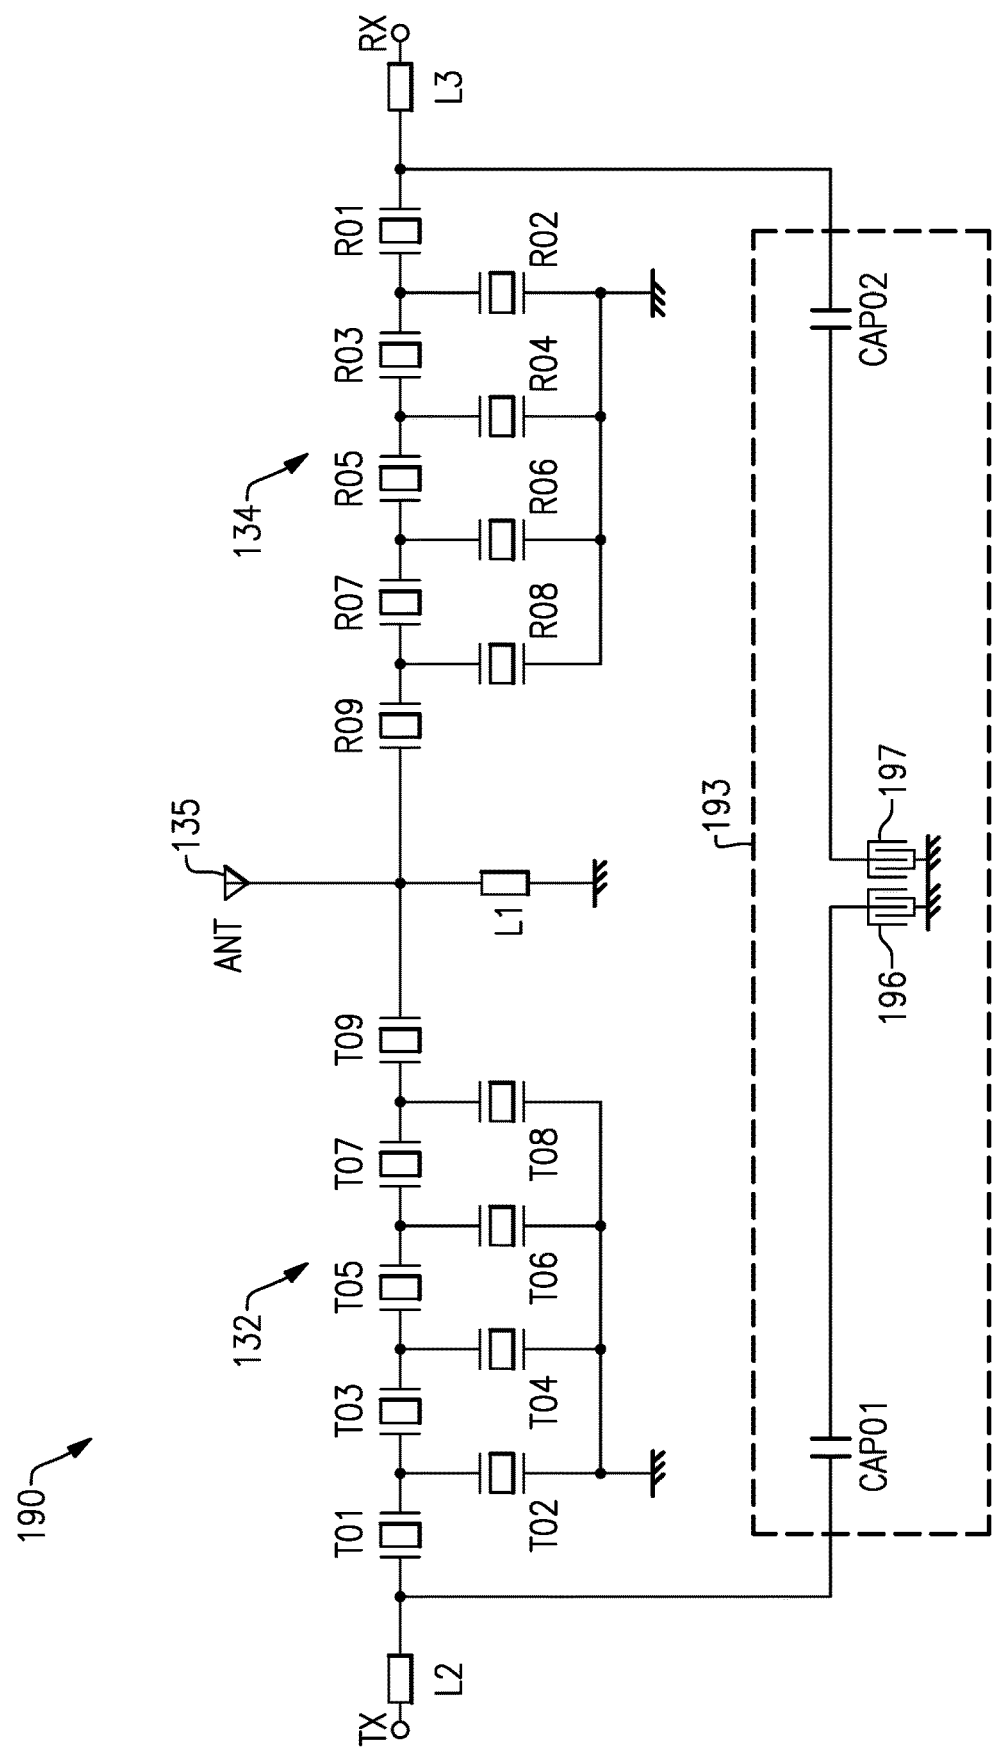 190
132
134
ANT
135
T01
T03
T05
T07
T09
R09
R07
R05
R03
R01
TX
RX
L2
L1
L3
T02
T04
T06
T08
R08
R06
R04
R02
193
CAP01
196
197
CAP02